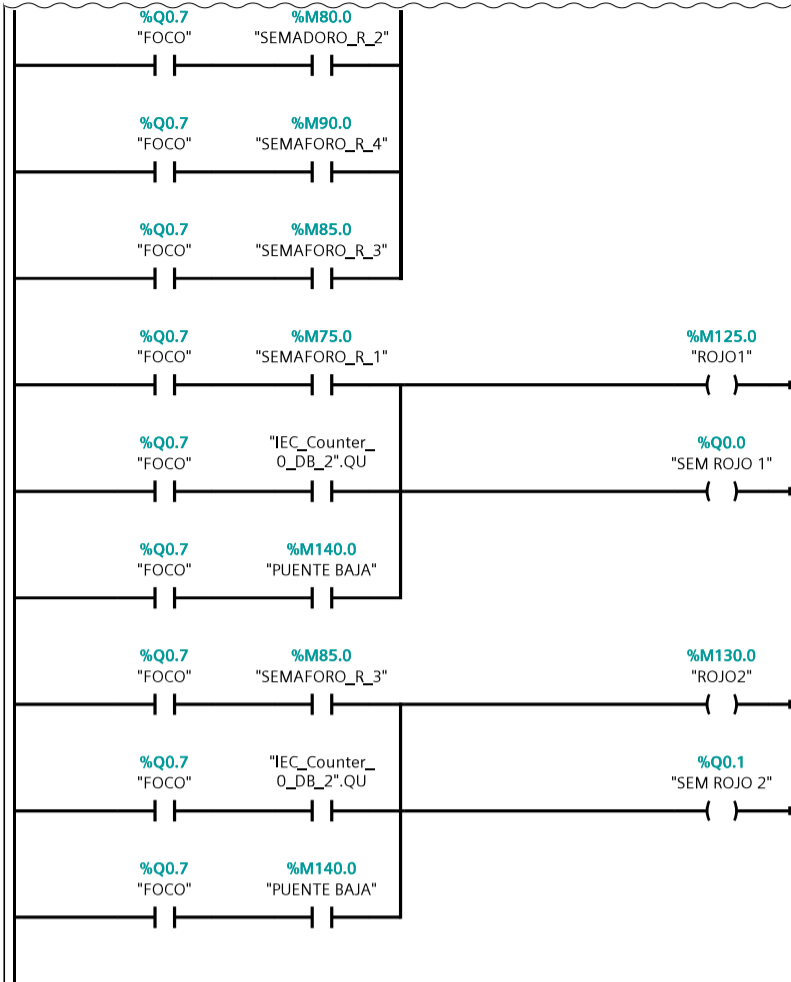 %Q0.7 %M80.0
"FOCO" "SEMADORO_R_2"
%Q0.7 %M90.0
"FOCO" "SEMAFORO_R_4"
%Q0.7 %M85.0
"FOCO" "SEMAFORO_R_3"
%Q0.7 %M75.0 %M125.0
"FOCO" "SEMAFORO_R_1" "ROJO1"
%Q0.7 "IEC_Counter_ %Q0.0
"FOCO" 0_DB_2".QU "SEM ROJO 1"
%Q0.7 %M140.0
"FOCO" "PUENTE BAJA"
%Q0.7 %M85.0 %M130.0
"FOCO" "SEMAFORO_R_3" "ROJO2"
%Q0.7 "IEC_Counter_ %Q0.1
"FOCO" 0_DB_2".QU "SEM ROJO 2"
%Q0.7 %M140.0
"FOCO" "PUENTE BAJA"